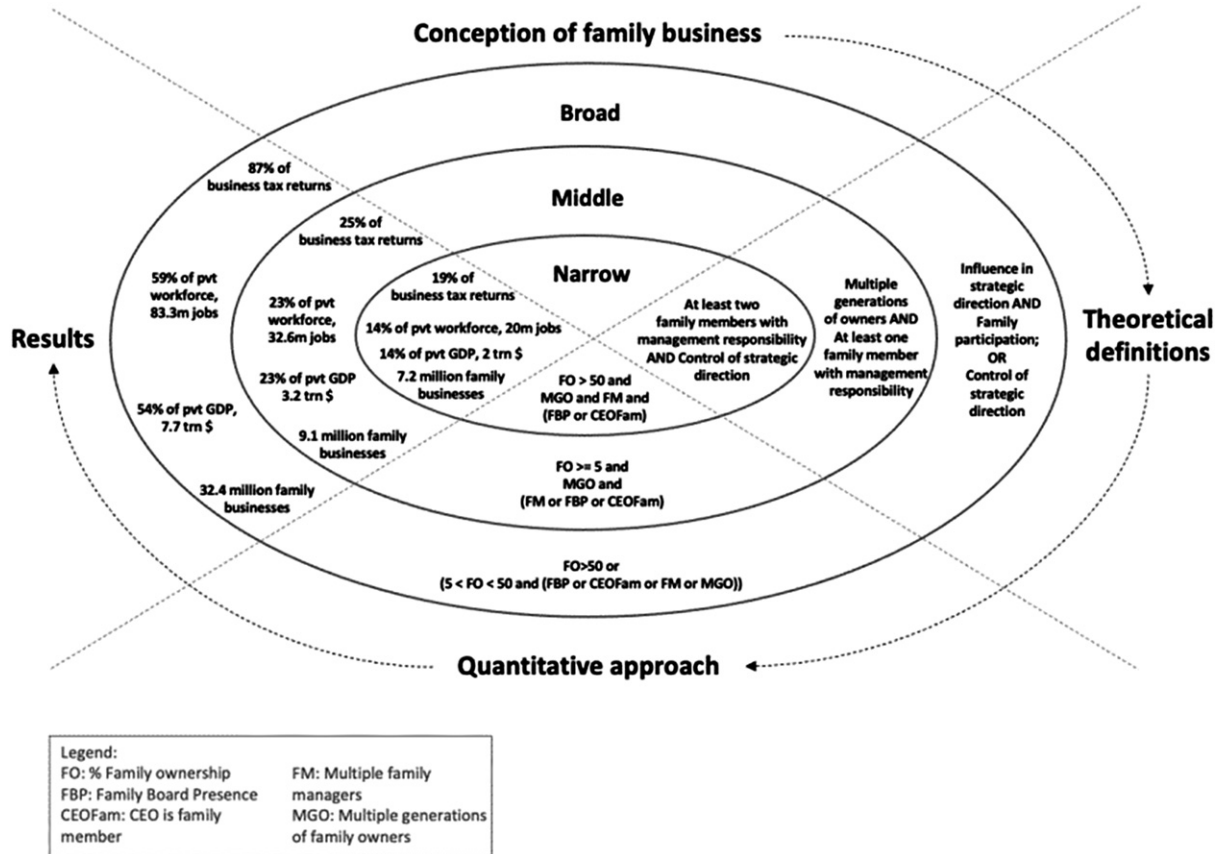 Conception of family business
Broad
87% of
business tax returns
Middle
25% of
business tax returns
Narrow
19% of
business tax returns
59% of pvt
workforce,
83.3m jobs
23% of pvt
workforce,
32.6m jobs
14% of pvt workforce, 20m jobs
14% of pvt GDP, 2 trn $
7.2 million family
businesses
23% of pvt GDP
3.2 trn $
54% of pvt GDP,
7.7 trn $
9.1 million family
businesses
32.4 million family
businesses
Results
At least two
family members with
management responsibility
AND Control of strategic
direction
Multiple
generations
of owners AND
At least one
family member
with management
responsibility
Influence in
strategic
direction AND
Family
participation;
OR
Control of
strategic
direction
Theoretical
definitions
FO > 50 and
MGO and FM and
(FBP or CEOFam)
FO >= 5 and
MGO and
(FM or FBP or CEOFam)
FO>50 or
(5 < FO < 50 and (FBP or CEOFam or FM or MGO))
Quantitative approach
Legend:
FO: % Family ownership
FBP: Family Board Presence
CEOFam: CEO is family
member
FM: Multiple family
managers
MGO: Multiple generations
of family owners